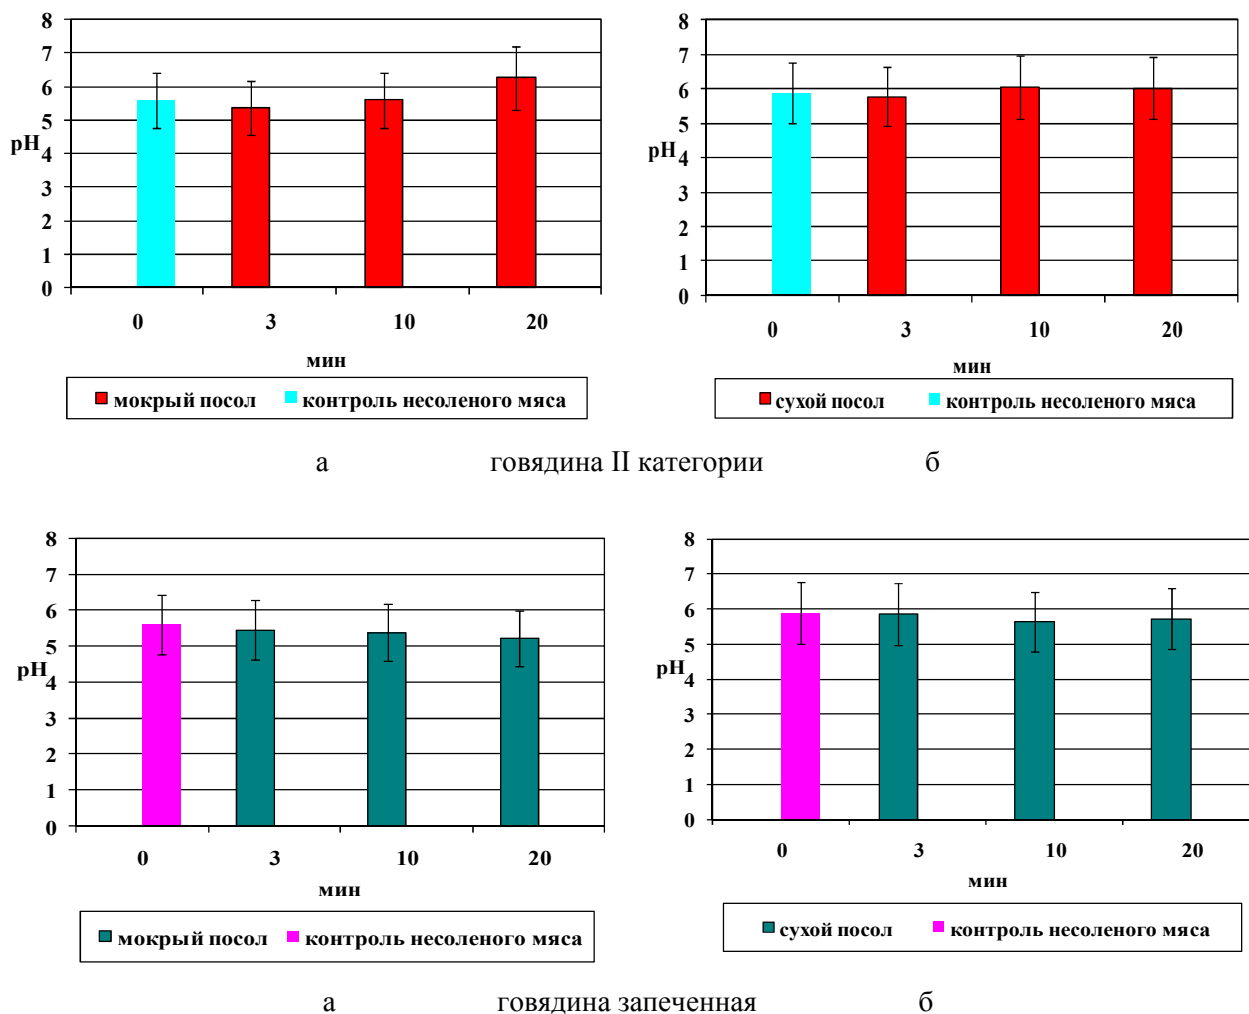 8
7
6
5
4
3
2
1
0
pH
0 3 10 20
мин
мокрый посол контроль несоленого мяса
8
7
6
5
4
3
2
1
0
pH
0 3 10 20
мин
сухой посол контроль несоленого мяса
а говядина II категории б
8
7
6
5
4
3
2
1
0
pH
0 3 10 20
мин
мокрый посол контроль несоленого мяса
8
7
6
5
4
3
2
1
0
pH
0 3 10 20
мин
сухой посол контроль несоленого мяса
а говядина запеченная б